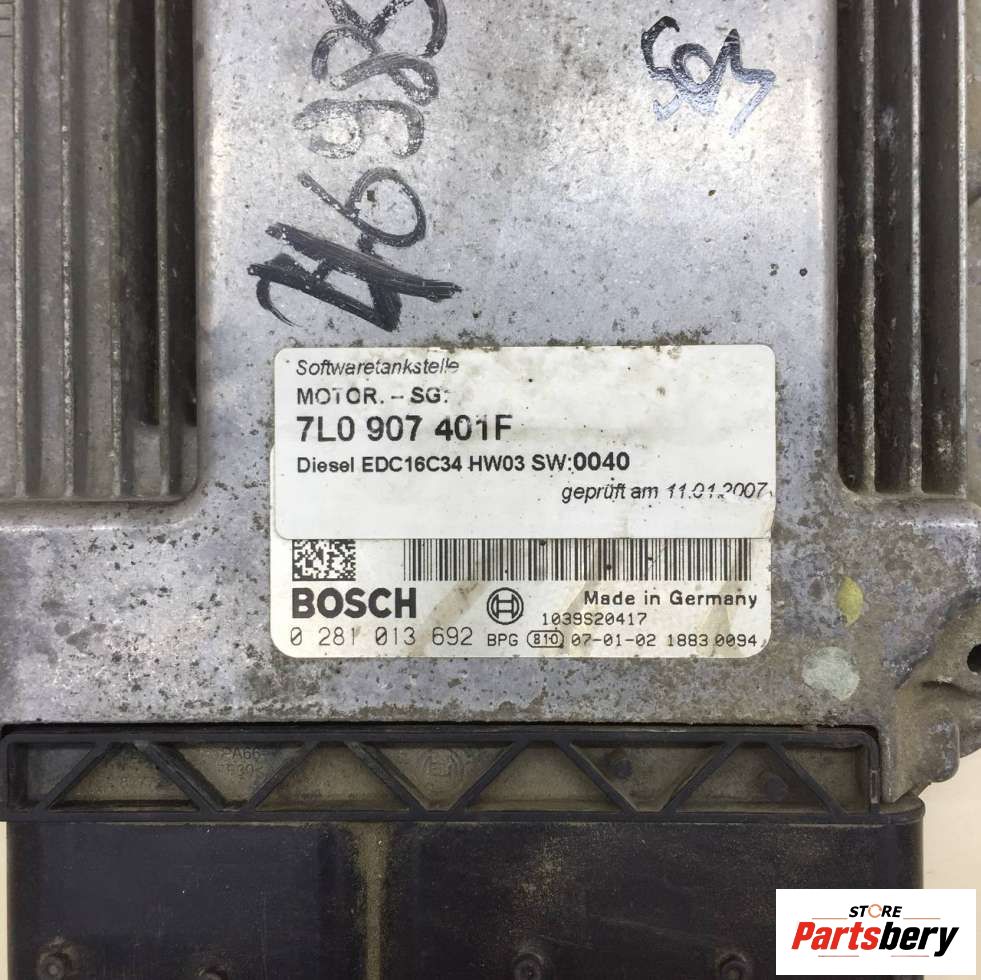 503
Softwaretankstelle
MOTOR. - SG:
7L0 907 401F
Diesel EDC16C34 HW03 SW:0040
geprüft am 11.01.2007
BOSCH
Made in Germany
1039S20417
0 281 013 692 BPG 810 07-01-02 1883 0094
STORE
Partsbery